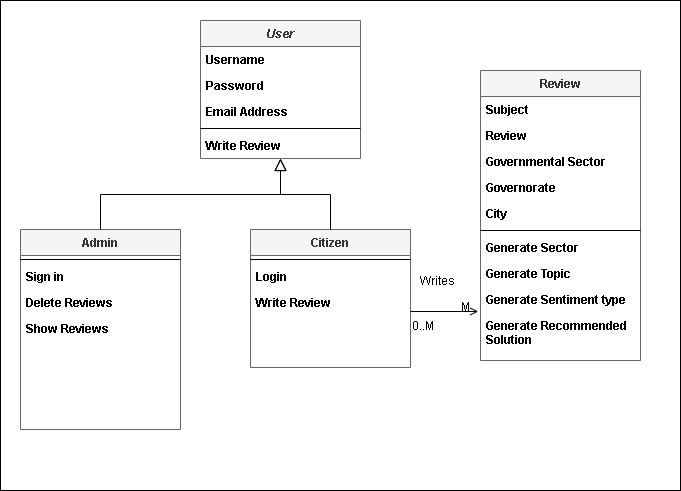 User
Username
Password
Email Address
Write Review
Review
Subject
Review
Governmental Sector
Governorate
City
Generate Sector
Generate Topic
Generate Sentiment type
Generate Recommended
Solution
Admin
Sign in
Delete Reviews
Show Reviews
Citizen
Login
Write Review
Writes
M
0..M